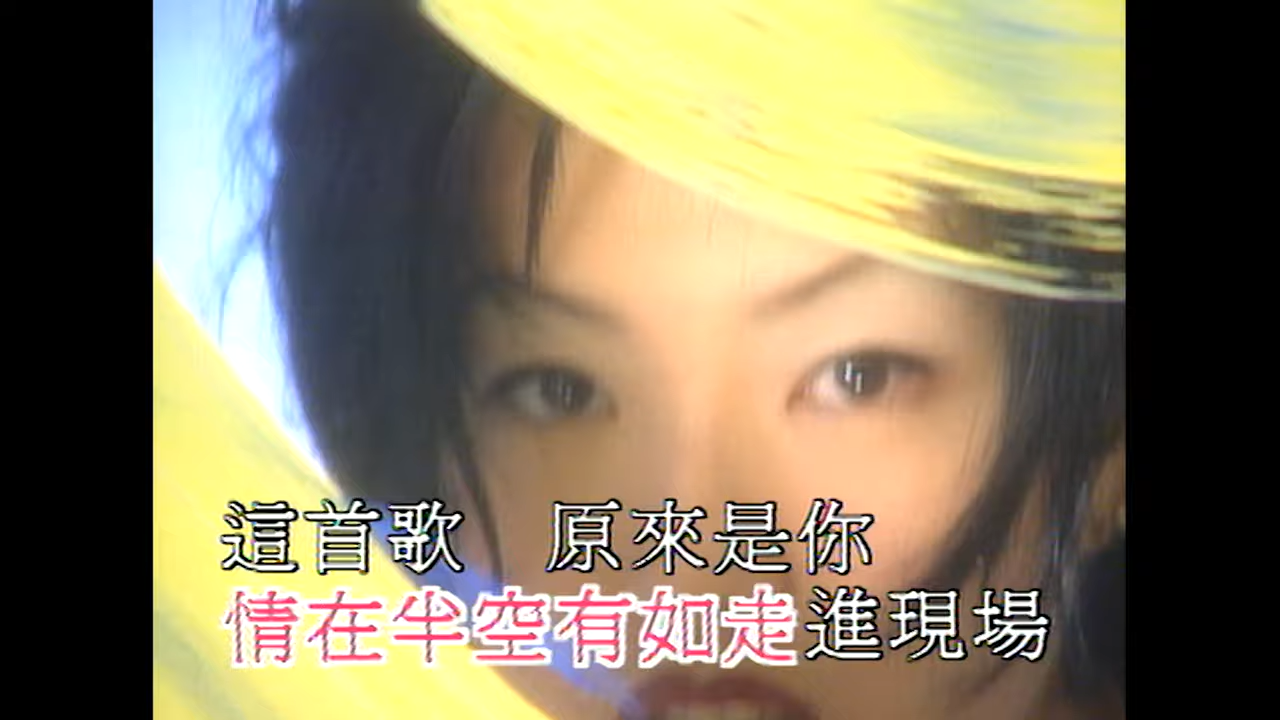 這首歌　原來是你
情在半空有如走進現場